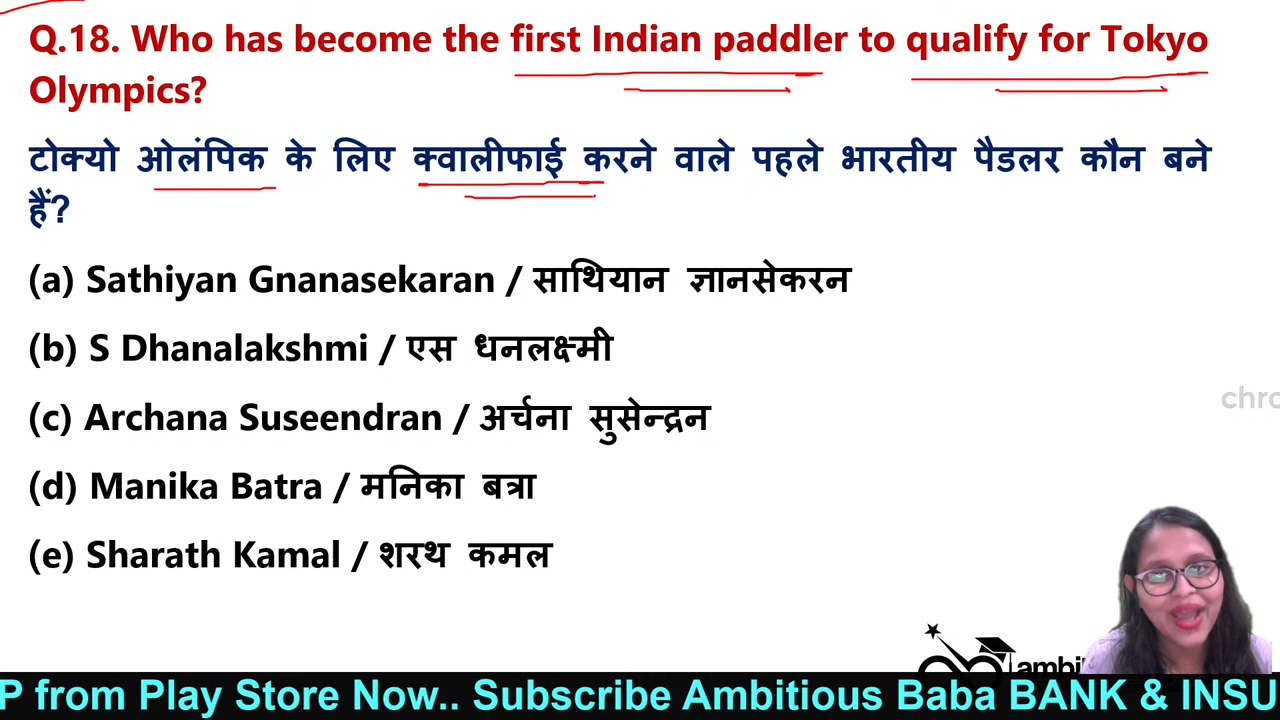 Q.18. Who has become the first Indian paddler to qualify for Tokyo
Olympics?
टोक्यो ओलंपिक के लिए क्वालीफाई करने वाले पहले भारतीय पैडलर कौन बने
हैं?
(a) Sathiyan Gnanasekaran / साथियान ज्ञानसेकरन
(b) S Dhanalakshmi / एस धनलक्ष्मी
(c) Archana Suseendran / अर्चना सुसेन्द्रन
(d) Manika Batra / मनिका बत्रा
(e) Sharath Kamal / शरथ कमल
P from Play Store Now.. Subscribe Ambitious Baba BANK & INSU